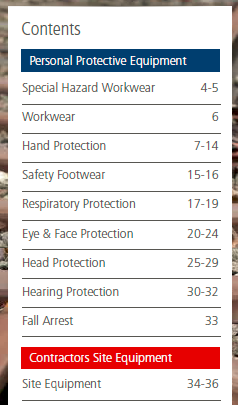 Contents
Personal Protective Equipment
Special Hazard Workwear 4-5
Workwear 6
Hand Protection 7-14
Safety Footwear 15-16
Respiratory Protection 17-19
Eye & Face Protection 20-24
Head Protection 25-29
Hearing Protection 30-32
Fall Arrest 33
Contractors Site Equipment
Site Equipment 34-36